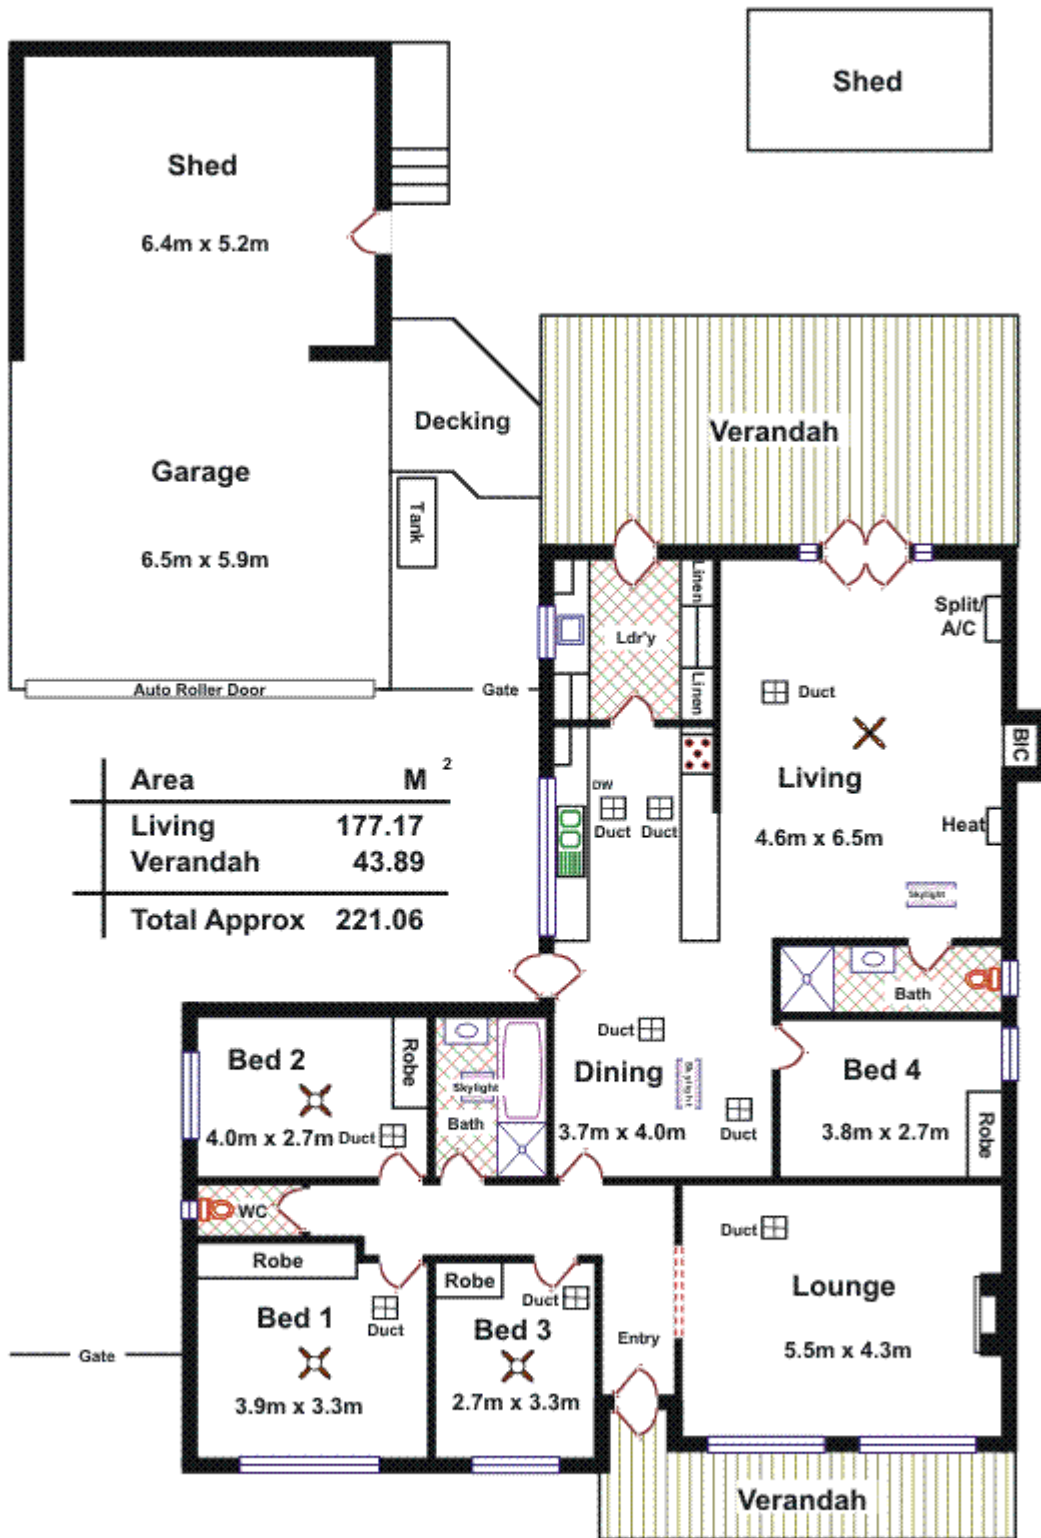 Shed
Shed
6.4m x 5.2m
Decking
Verandah
Garage
6.5m x 5.9m
Tank
Auto Roller Door
Gate
Linen
Ldr'y
Linen
Split/
A/C
Duct
BIC
Living
4.6m x 6.5m
Heat
Skylight
DW
Duct
Duct
Area M 2
Living 177.17
Verandah 43.89
Total Approx 221.06
Bath
Bed 2
4.0m x 2.7m
Robe
Duct
Skylight
Bath
Duct
Dining
3.7m x 4.0m
Skylight
Duct
Bed 4
3.8m x 2.7m
Robe
WC
Robe
Bed 1
Duct
3.9m x 3.3m
Robe
Duct
Bed 3
2.7m x 3.3m
Entry
Duct
Lounge
5.5m x 4.3m
Gate
Verandah